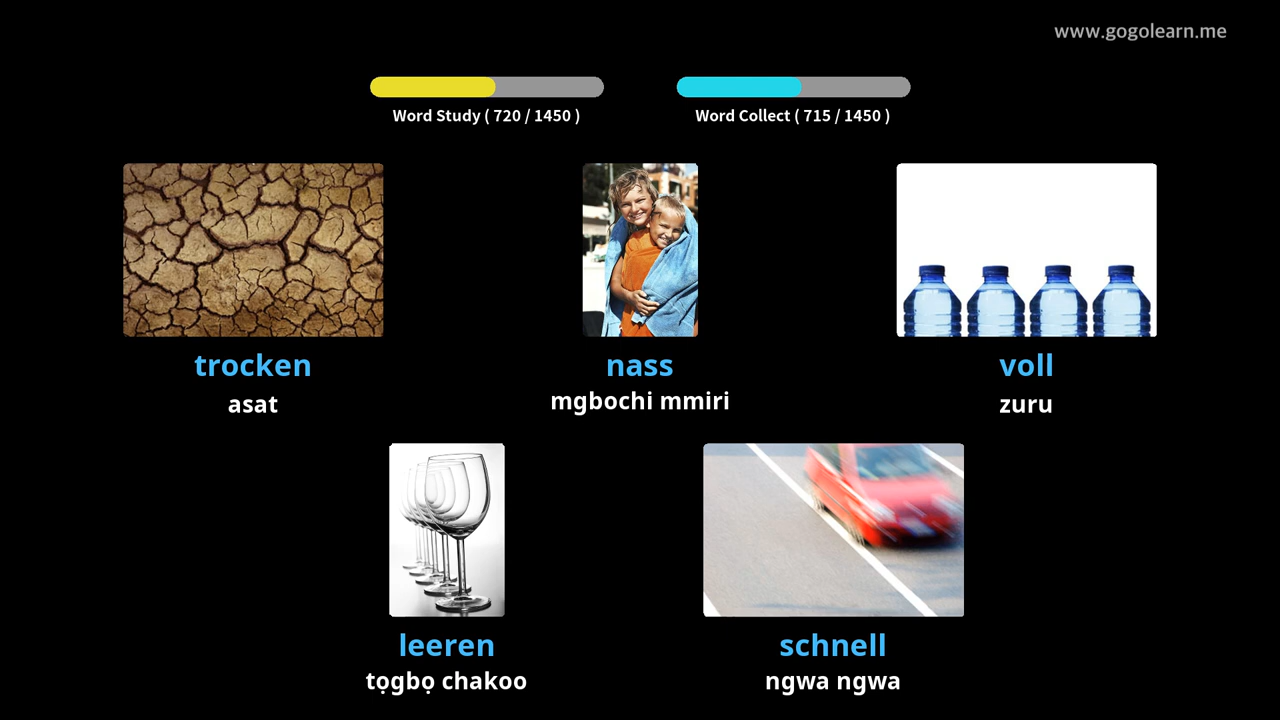 www.gogolearn.me
Word Study ( 720 / 1450 )
Word Collect ( 715 / 1450 )
trocken
asat
nass
mgbochi mmiri
voll
zuru
leeren
tọgbọ chakoo
schnell
ngwa ngwa